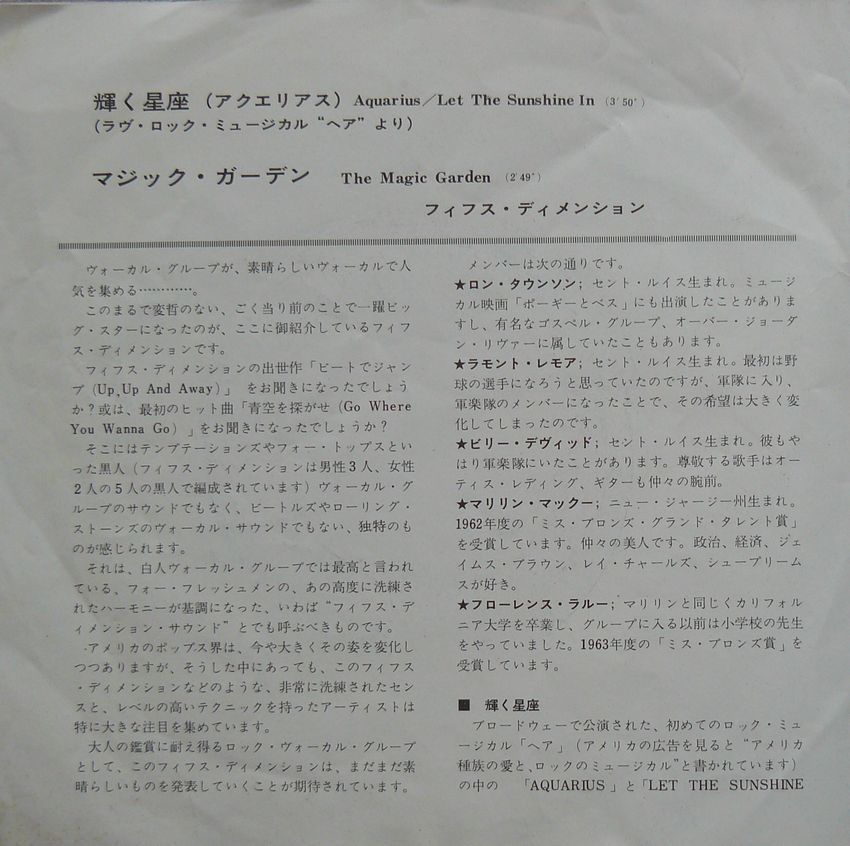 輝く星座(アクエリアス)Aquarius/Let The Sunshine In (3′50″)
(ラヴ・ロック・ミュージカル“ヘア”より)
マジック・ガーデン The Magic Garden (2′49″)
フィフス・ディメンション
ヴォーカル・グループが、素晴らしいヴォーカルで人
気を集める…………。
このまるで変哲のない、ごく当り前のことで一躍ビッ
グ・スターになったのが、ここに御紹介しているフィフ
ス・ディメンションです。
フィフス・ディメンションの出世作「ビートでジャン
プ(Up,Up And Away)」 をお聞きになったでしょう
か?或は、最初のヒット曲「青空を探がせ(Go Where
You Wanna Go)」をお聞きになったでしょうか?
そこにはテンプテーションズやフォー・トップスとい
った黒人(フィフス・ディメンションは男性3人、女性
2人の5人の黒人で編成されています)ヴォーカル・グ
ループのサウンドでもなく、ビートルズやローリング・
ストーンズのヴォーカル・サウンドでもない、独特のも
のが感じられます。
それは、白人ヴォーカル・グループでは最高と言われ
ている、フォー・フレッシュメンの、あの高度に洗練さ
れたハーモニーが基調になった、いわば“フィフス・デ
ィメンション・サウンド”とでも呼ぶべきものです。
アメリカのポップス界は、今や大きくその姿を変化し
つつありますが、そうした中にあっても、このフィフス
・ディメンションなどのような、非常に洗練されたセン
スと、レベルの高いテクニックを持ったアーティストは
特に大きな注目を集めています。
大人の鑑賞に耐え得るロック・ヴォーカル・グループ
として、このフィフス・ディメンションは、まだまだ素
晴らしいものを発表していくことが期待されています。
メンバーは次の通りです。
★ロン・タウンソン;セント・ルイス生まれ。ミュージ
カル映画「ポーギーとベス」にも出演したことがありま
すし、有名なゴスペル・グループ、オーバー・ジョーダ
ン・リヴァーに属していたこともあります。
★ラモント・レモア;セント・ルイス生まれ。最初は野
球の選手になろうと思っていたのですが、軍隊に入り、
軍楽隊のメンバーになったことで、その希望は大きく変
化してしまったのです。
★ビリー・デヴィッド;セント・ルイス生まれ。彼もや
はり軍楽隊にいたことがあります。尊敬する歌手はオー
ティス・レディング、ギターも仲々の腕前。
★マリリン・マックー;ニュー・ジャージー州生まれ。
1962年度の「ミス・ブロンズ・グランド・タレント賞」
を受賞しています。仲々の美人です。政治、経済、ジェ
イムス・ブラウン、レイ・チャールズ、シュープリーム
スが好き。
★フローレンス・ラルー;マリリンと同じくカリフォル
ニア大学を卒業し、グループに入る以前は小学校の先生
をやっていました。1963年度の「ミス・ブロンズ賞」を
受賞しています。
■ 輝く星座
ブロードウェーで公演された、初めてのロック・ミュ
ージカル「ヘア」(アメリカの広告を見ると“アメリカ
種族の愛と、ロックのミュージカル”と書かれています)
の中の 「AQUARIUS」と「LET THE SUNSHINE